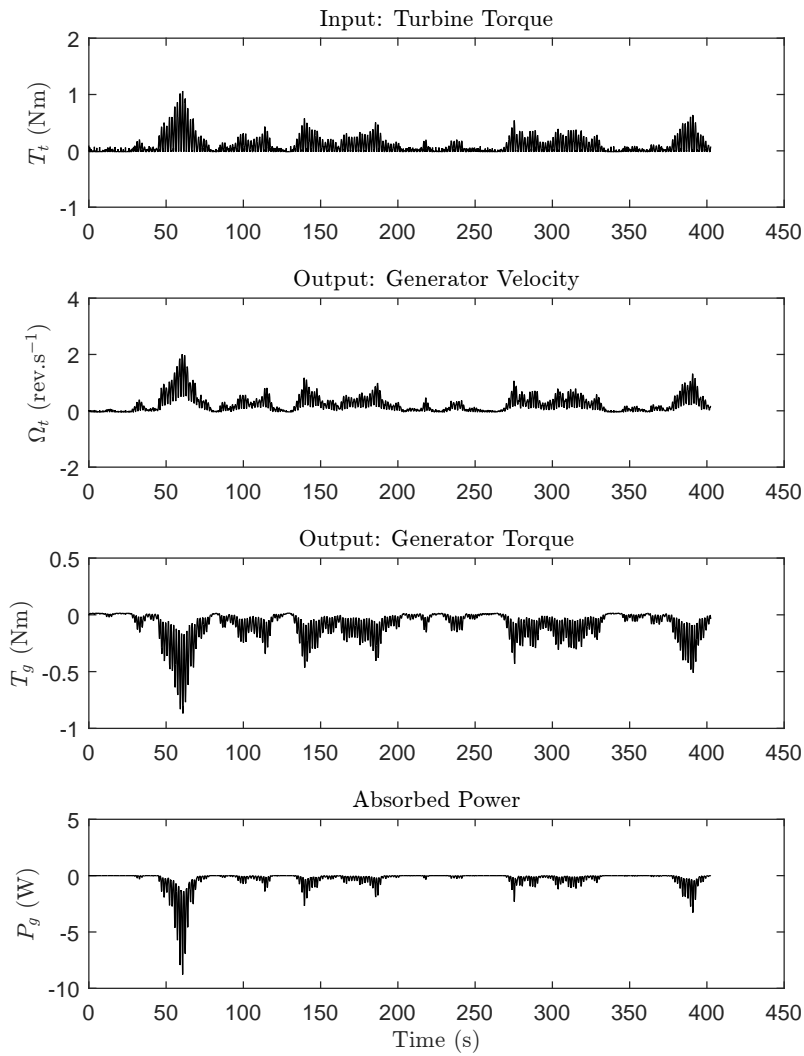 Input: Turbine Torque
2
1
0
-1
T_t (Nm)
0 50 100 150 200 250 300 350 400 450
Output: Generator Velocity
4
2
0
-2
Ω_t (rev.s⁻¹)
0 50 100 150 200 250 300 350 400 450
Output: Generator Torque
0.5
0
-0.5
-1
T_g (Nm)
0 50 100 150 200 250 300 350 400 450
Absorbed Power
5
0
-5
-10
P_g (W)
0 50 100 150 200 250 300 350 400 450
Time (s)